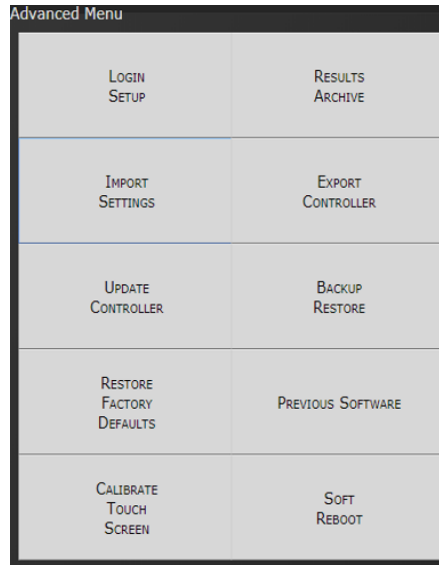 Advanced Menu
Login
Setup
Results
Archive
Import
Settings
Export
Controller
Update
Controller
Backup
Restore
Restore
Factory
Defaults
Previous Software
Calibrate
Touch
Screen
Soft
Reboot